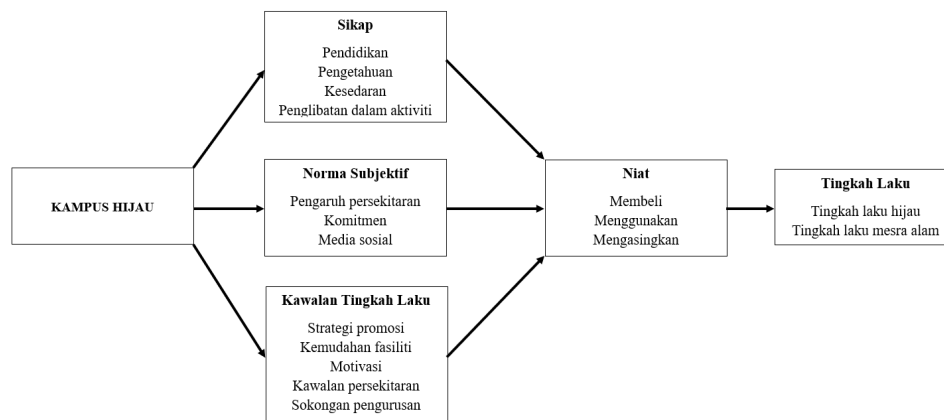 KAMPUS HIJAU
Sikap
Pendidikan
Pengetahuan
Kesedaran
Penglibatan dalam aktiviti
Norma Subjektif
Pengaruh persekitaran
Komitmen
Media sosial
Kawalan Tingkah Laku
Strategi promosi
Kemudahan fasiliti
Motivasi
Kawalan persekitaran
Sokongan pengurusan
Niat
Membeli
Menggunakan
Mengasingkan
Tingkah Laku
Tingkah laku hijau
Tingkah laku mesra alam